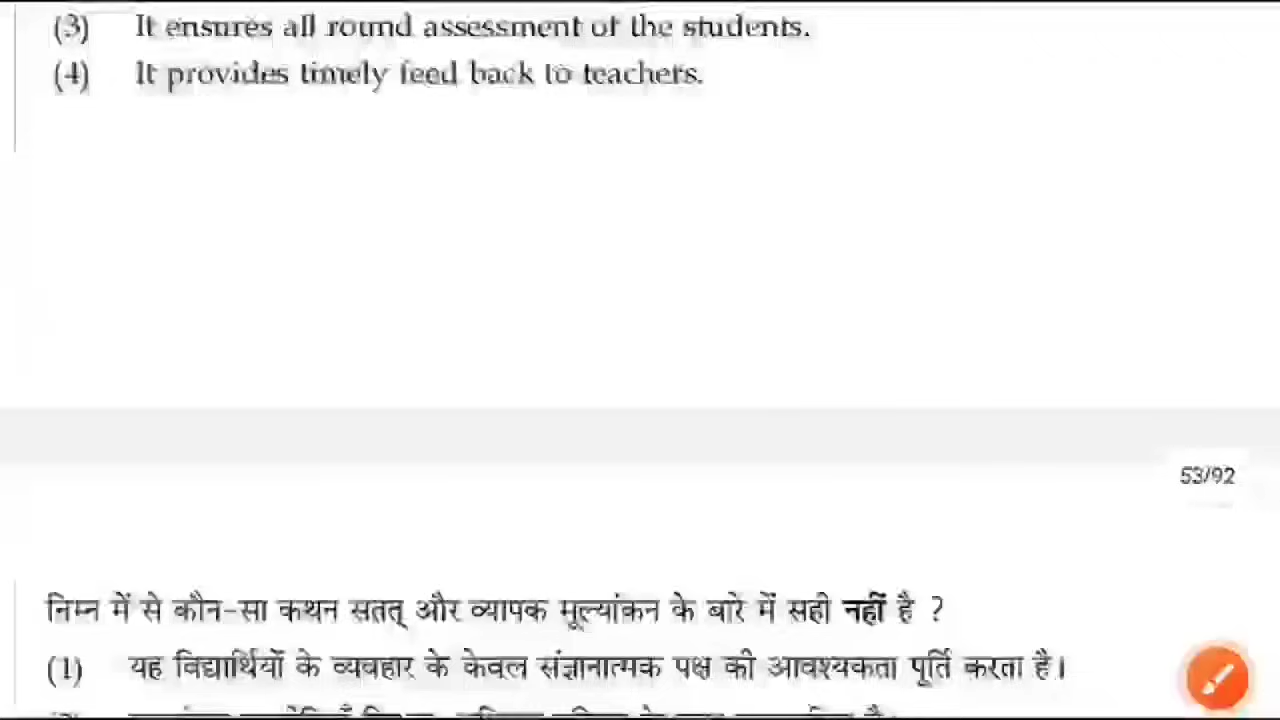 (3) It ensures all round assessment of the students.
(4) It provides timely feed back to teachers.
53/92
निम्न में से कौन-सा कथन सतत् और व्यापक मूल्यांकन के बारे में सही नहीं है ?
(1) यह विद्यार्थियों के व्यवहार के केवल संज्ञानात्मक पक्ष की आवश्यकता पूर्ति करता है।